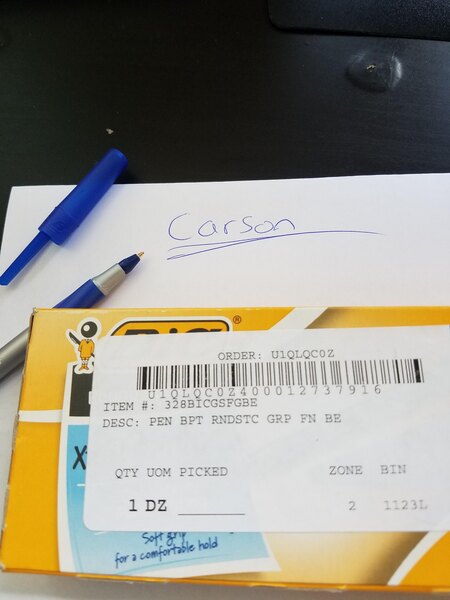 Carson
BIC®
ORDER: U1QLQC0Z
U1QLQC0Z400012737916
ITEM #: 328BICGSFGBE
DESC: PEN BPT RNDSTC GRP FN BE
QTY UOM PICKED ZONE BIN
1 DZ 2 1123L
Soft grip
for a comfortable hold